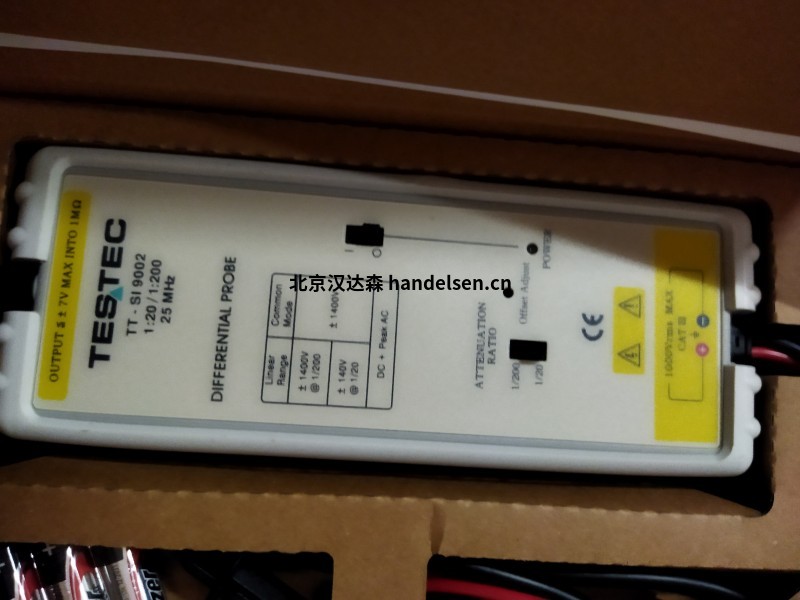 OUTPUT ≤ ± 7V MAX INTO 1MΩ
TESTEC
TT - SI 9002
1:20 / 1:200
25 MHz
DIFFERENTIAL PROBE
Linear Range
Common Mode
± 1400V @ 1/200
± 1400V
± 140V @ 1/20
DC + Peak AC
I
O
POWER
Offset Adjust
ATTENUATION
RATIO
1/200
1/20
CE
1000Vrms MAX
CAT III
北京汉达森 handelsen.cn